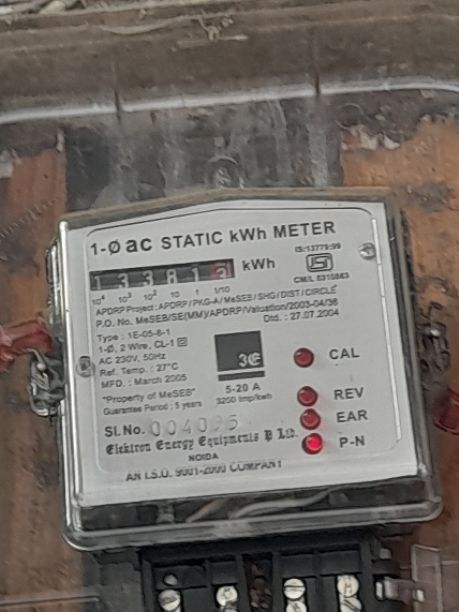 1-Ø ac STATIC kWh METER
IS:13779:99
13381 kWh
ISI
CM/L 8310863
10⁴ 10³ 10² 10 1 1/10
APDRP Project : APDRP/PKG-A/MeSEB/SHG/DIST/CIRCLE
P.O. No. MeSEB/SE(MM)/APDRP/Valuation/2003-04/36
Dtd. : 27.07.2004
Type : 1E-05-6-1
1-Ø, 2 Wire, CL-1
AC 230V, 50Hz
Ref. Temp. : 27°C
MFD. : March 2005
"Property of MeSEB"
Guarantee Period : 5 years
5-20 A
3200 Imp/kwh
CAL
REV
EAR
P-N
Sl.No. 004095
Elektron Energy Equipments P Ltd.
NOIDA
AN I.S.O. 9001-2000 COMPANY